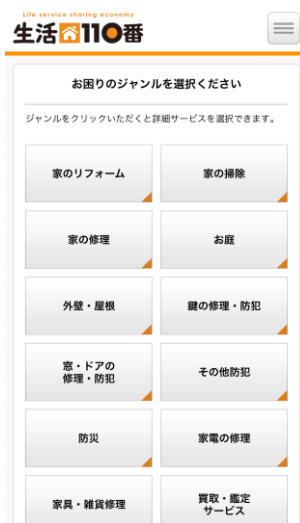 Life service sharing economy
生活110番
お困りのジャンルを選択ください
ジャンルをクリックいただくと詳細サービスを選択できます。
家のリフォーム
家の掃除
家の修理
お庭
外壁・屋根
鍵の修理・防犯
窓・ドアの
修理・防犯
その他防犯
防災
家電の修理
家具・雑貨修理
買取・鑑定
サービス